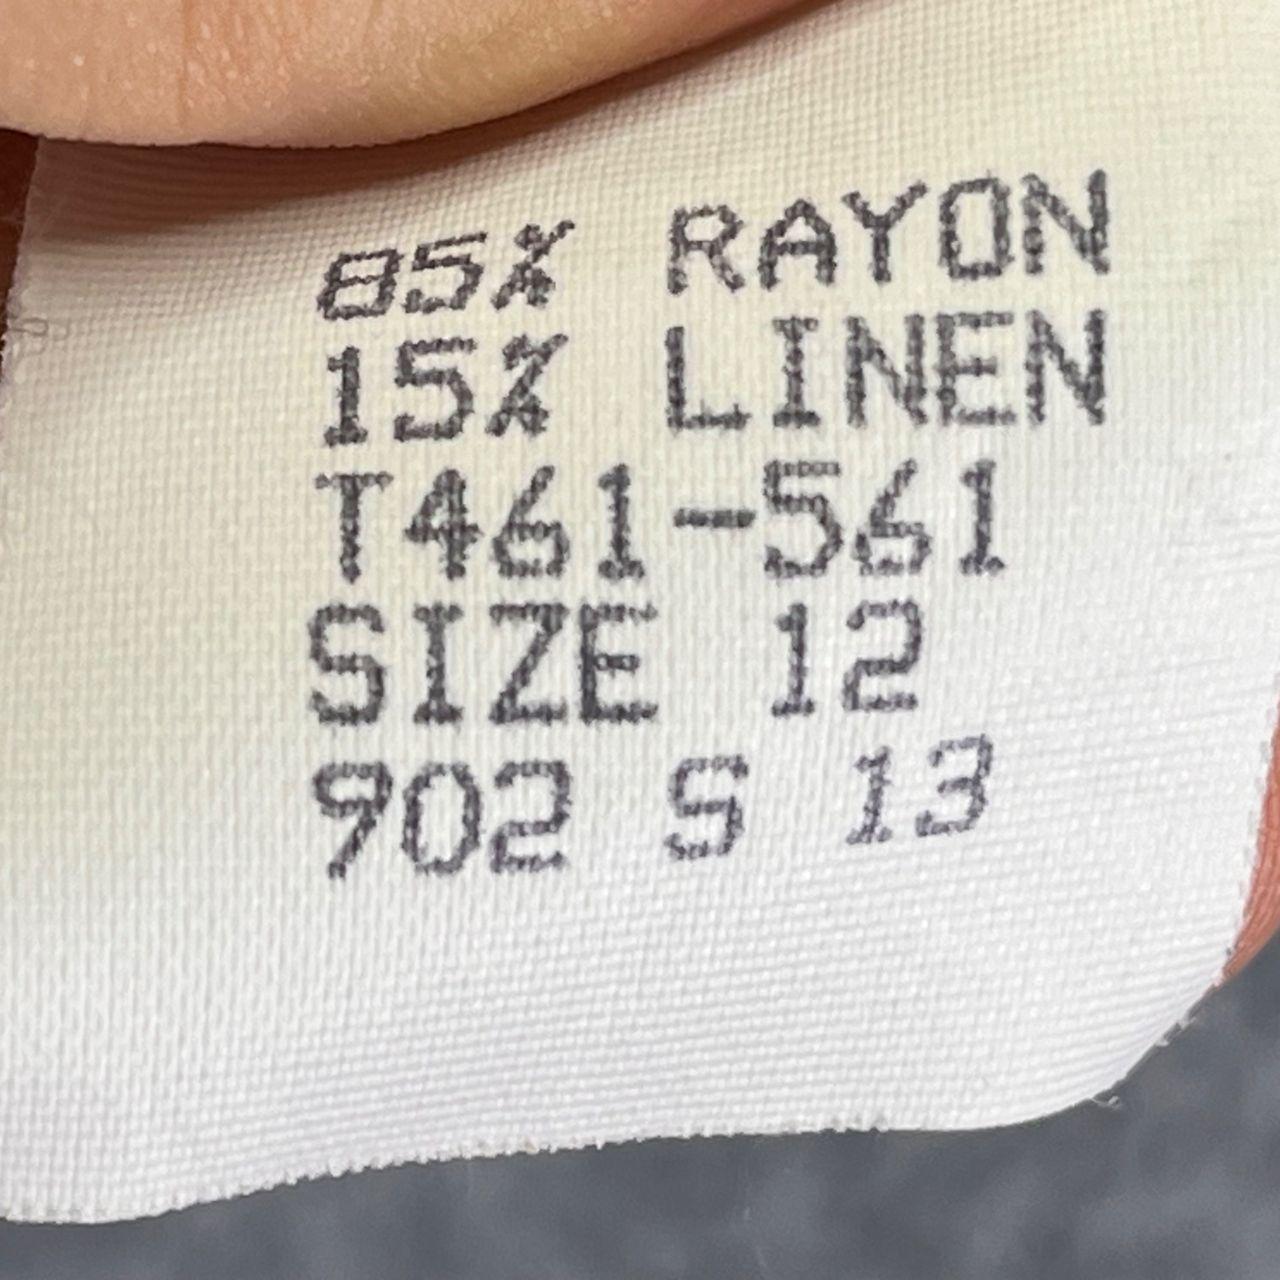 85% RAYON
15% LINEN
T461-561
SIZE 12
902 S 13